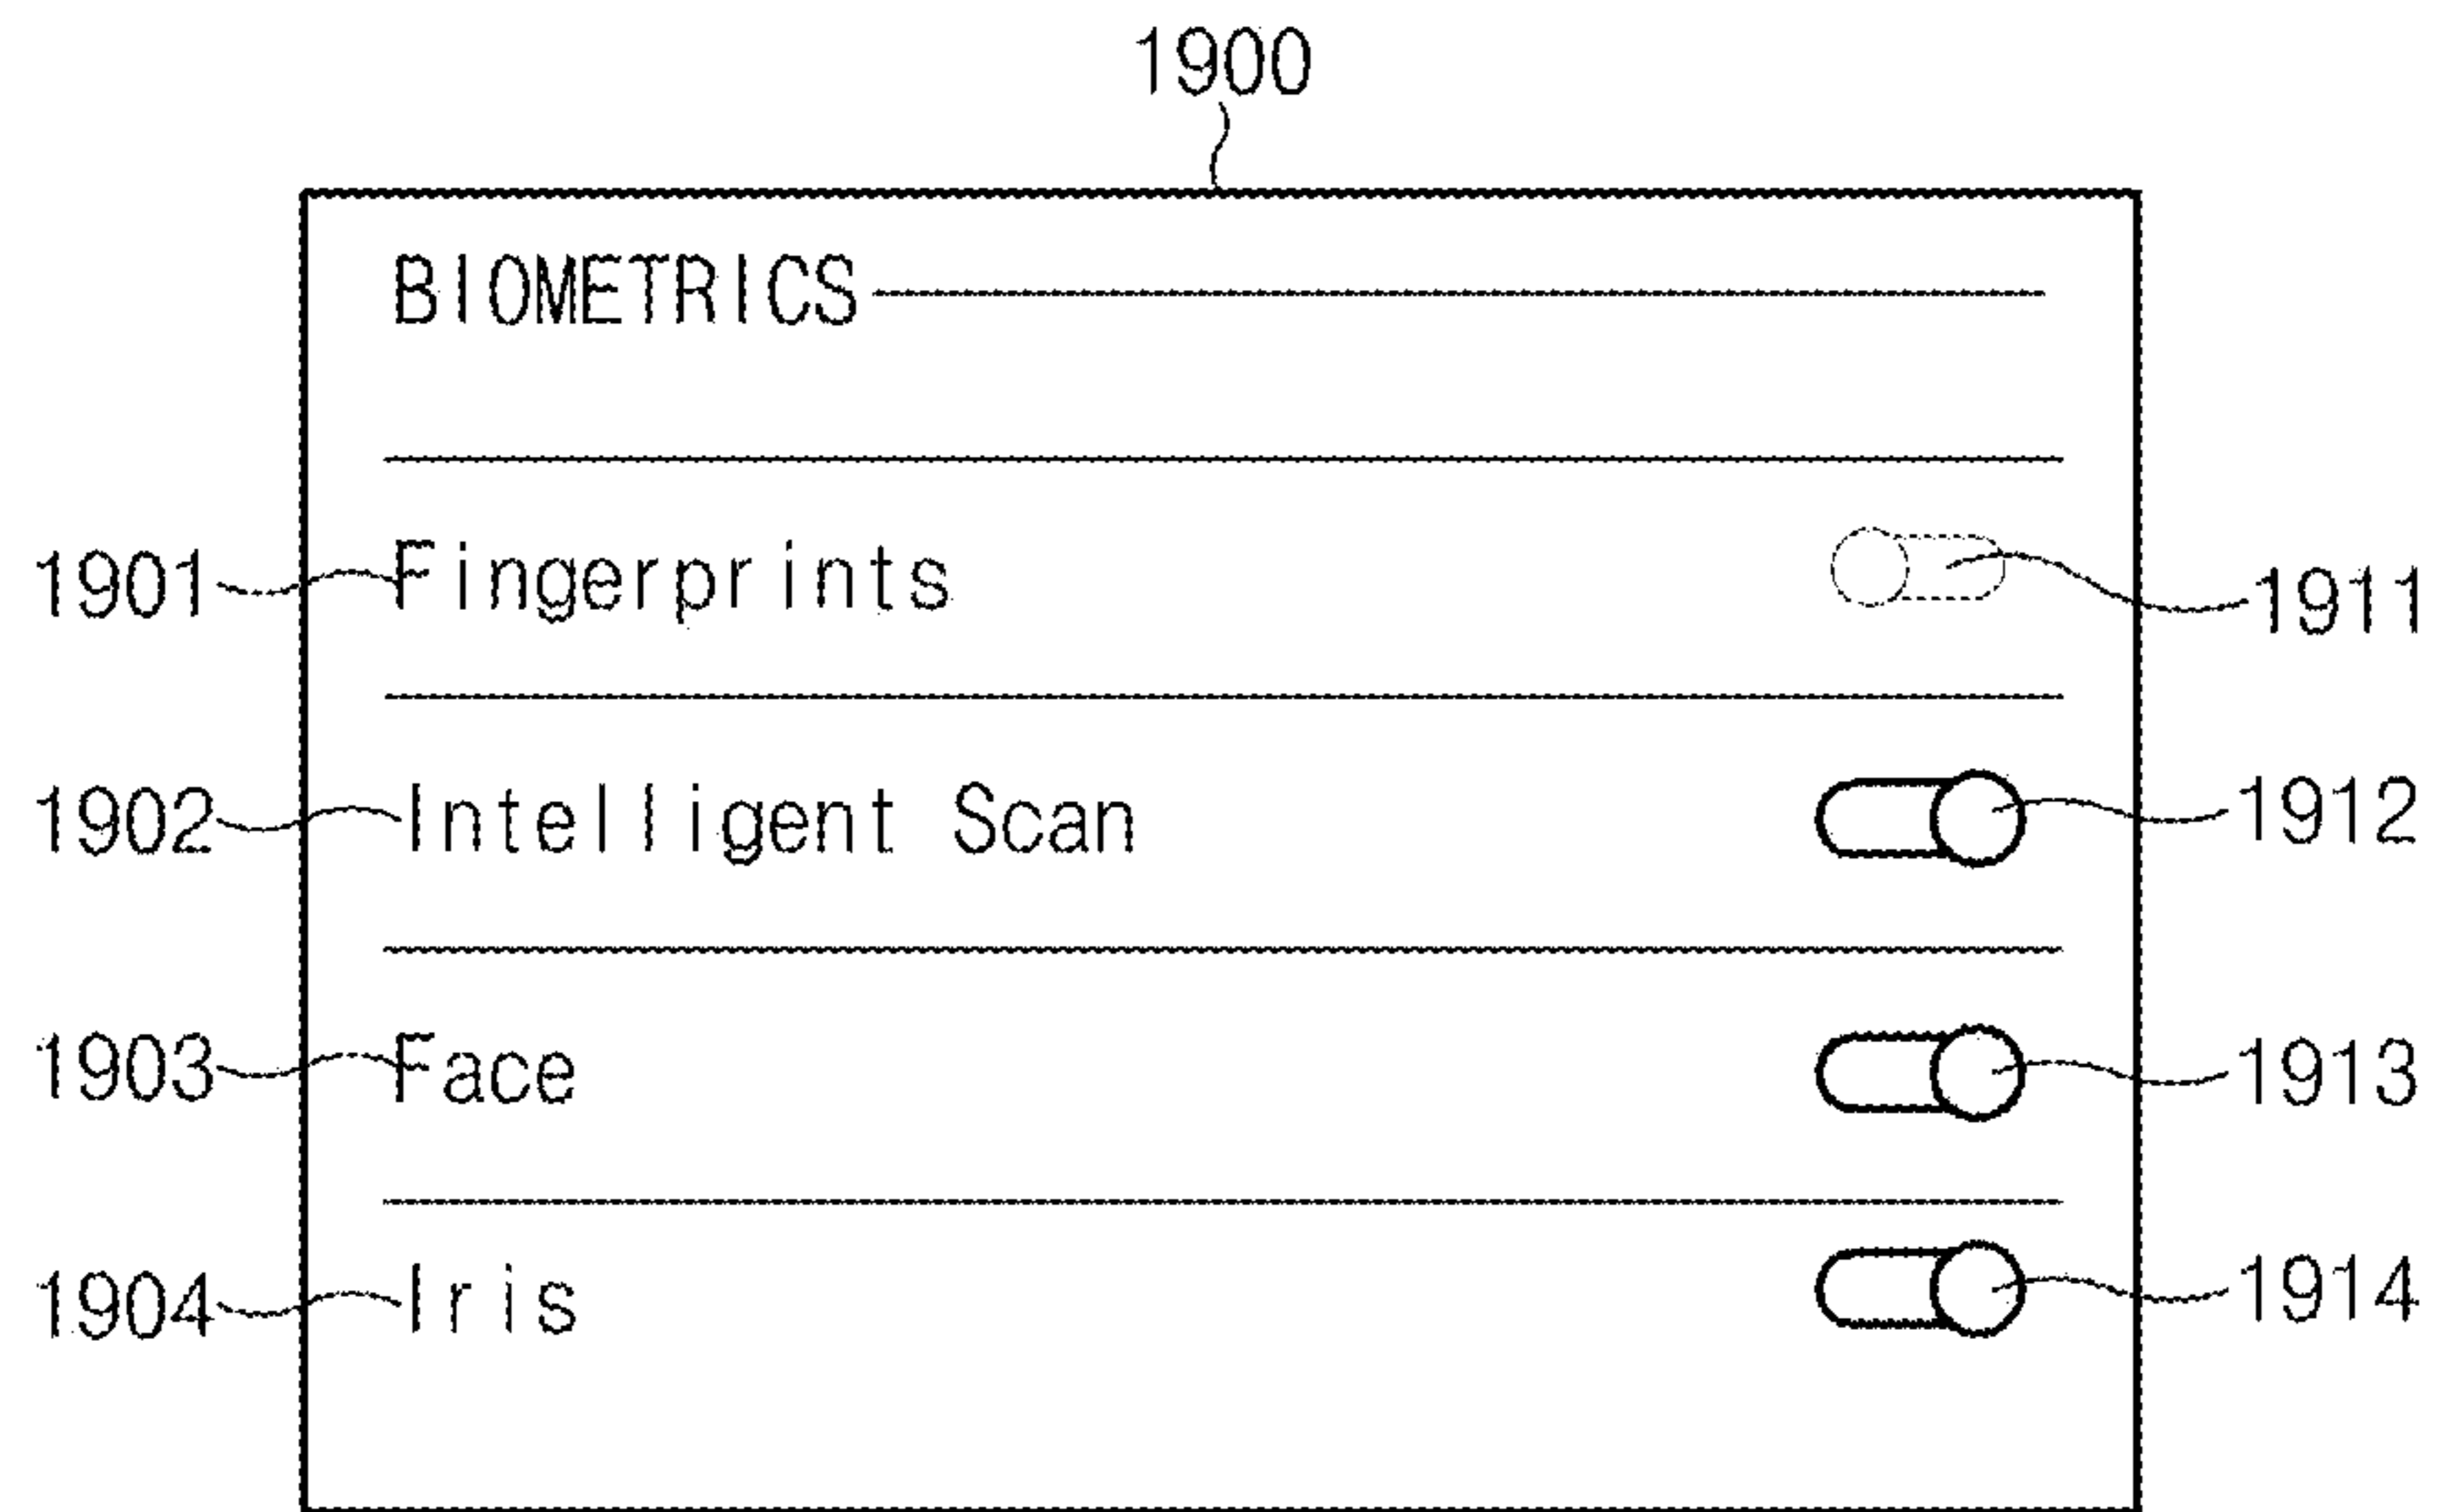 1900
BIOMETRICS
1901 Fingerprints 1911
1902 Intelligent Scan 1912
1903 Face 1913
1904 Iris 1914